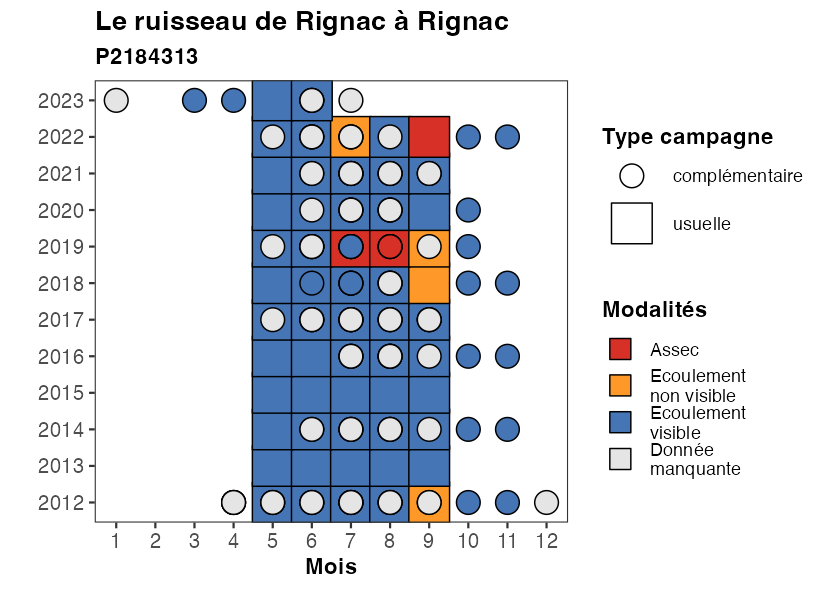 Le ruisseau de Rignac à Rignac
P2184313
2023
2022
2021
2020
2019
2018
2017
2016
2015
2014
2013
2012
1 2 3 4 5 6 7 8 9 10 11 12
Mois
Type campagne
complémentaire
usuelle
Modalités
Assec
Ecoulement
non visible
Ecoulement
visible
Donnée
manquante